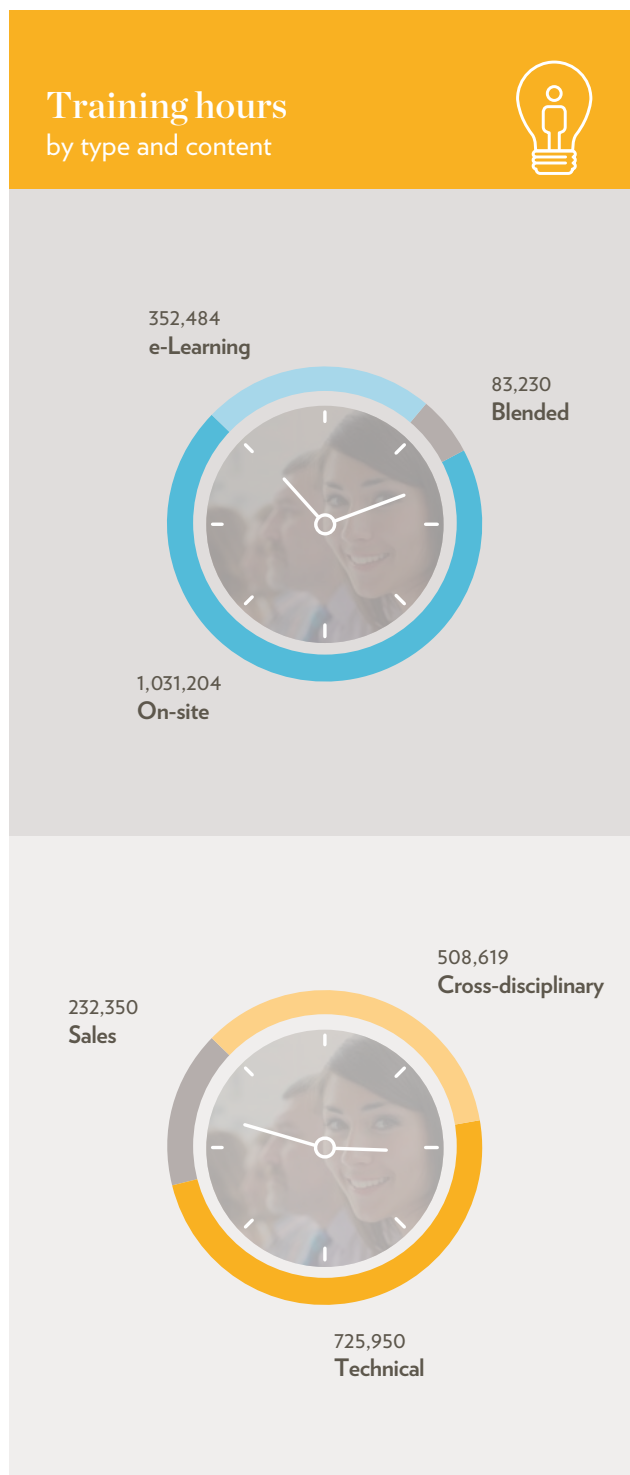 Training hours
by type and content
352,484
e-Learning
83,230
Blended
1,031,204
On-site
508,619
Cross-disciplinary
232,350
Sales
725,950
Technical